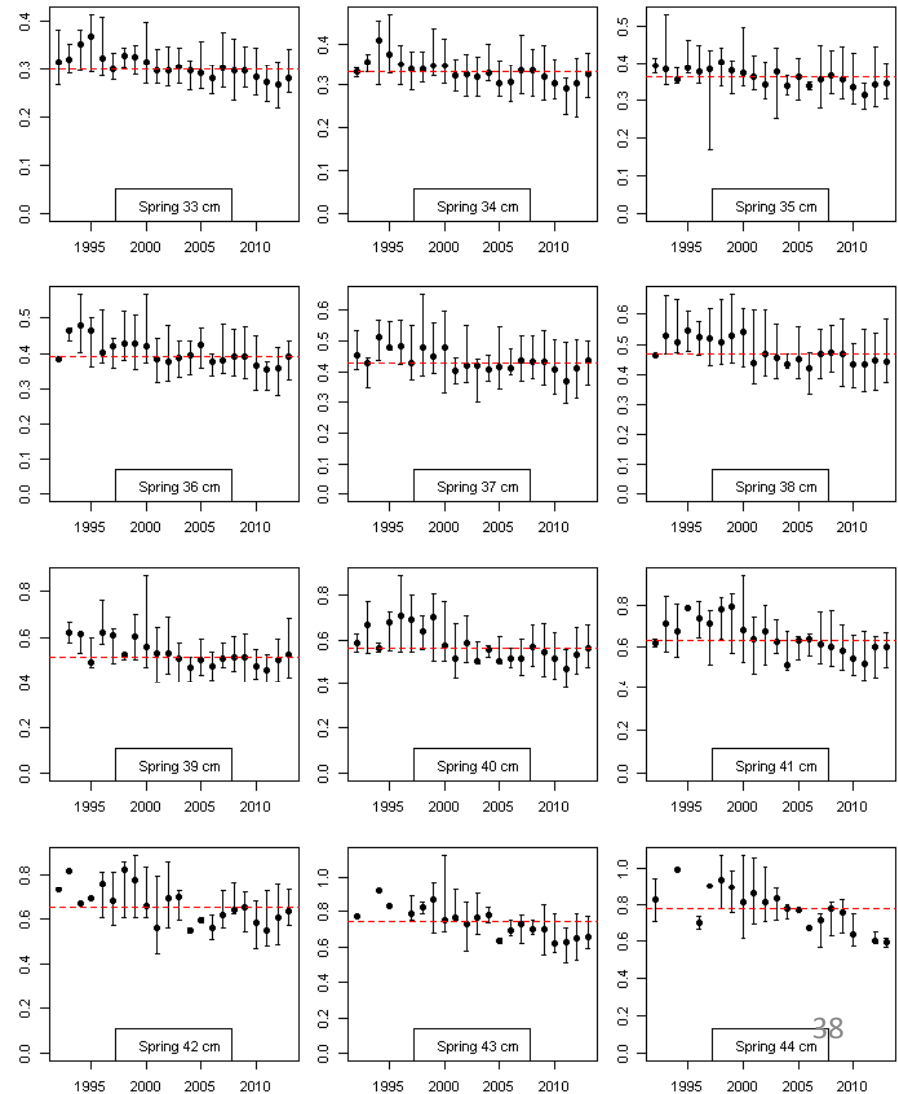 0.0 0.1 0.2 0.3 0.4
Spring 33 cm
1995 2000 2005 2010
0.0 0.1 0.2 0.3 0.4
Spring 34 cm
1995 2000 2005 2010
0.0 0.1 0.2 0.3 0.4 0.5
Spring 35 cm
1995 2000 2005 2010
0.0 0.1 0.2 0.3 0.4 0.5
Spring 36 cm
1995 2000 2005 2010
0.0 0.1 0.2 0.3 0.4 0.5 0.6
Spring 37 cm
1995 2000 2005 2010
0.0 0.1 0.2 0.3 0.4 0.5 0.6
Spring 38 cm
1995 2000 2005 2010
0.0 0.2 0.4 0.6 0.8
Spring 39 cm
1995 2000 2005 2010
0.0 0.2 0.4 0.6 0.8
Spring 40 cm
1995 2000 2005 2010
0.0 0.2 0.4 0.6 0.8
Spring 41 cm
1995 2000 2005 2010
0.0 0.2 0.4 0.6 0.8
Spring 42 cm
1995 2000 2005 2010
0.0 0.2 0.4 0.6 0.8 1.0
Spring 43 cm
1995 2000 2005 2010
0.0 0.2 0.4 0.6 0.8 1.0
Spring 44 cm
1995 2000 2005 2010
38